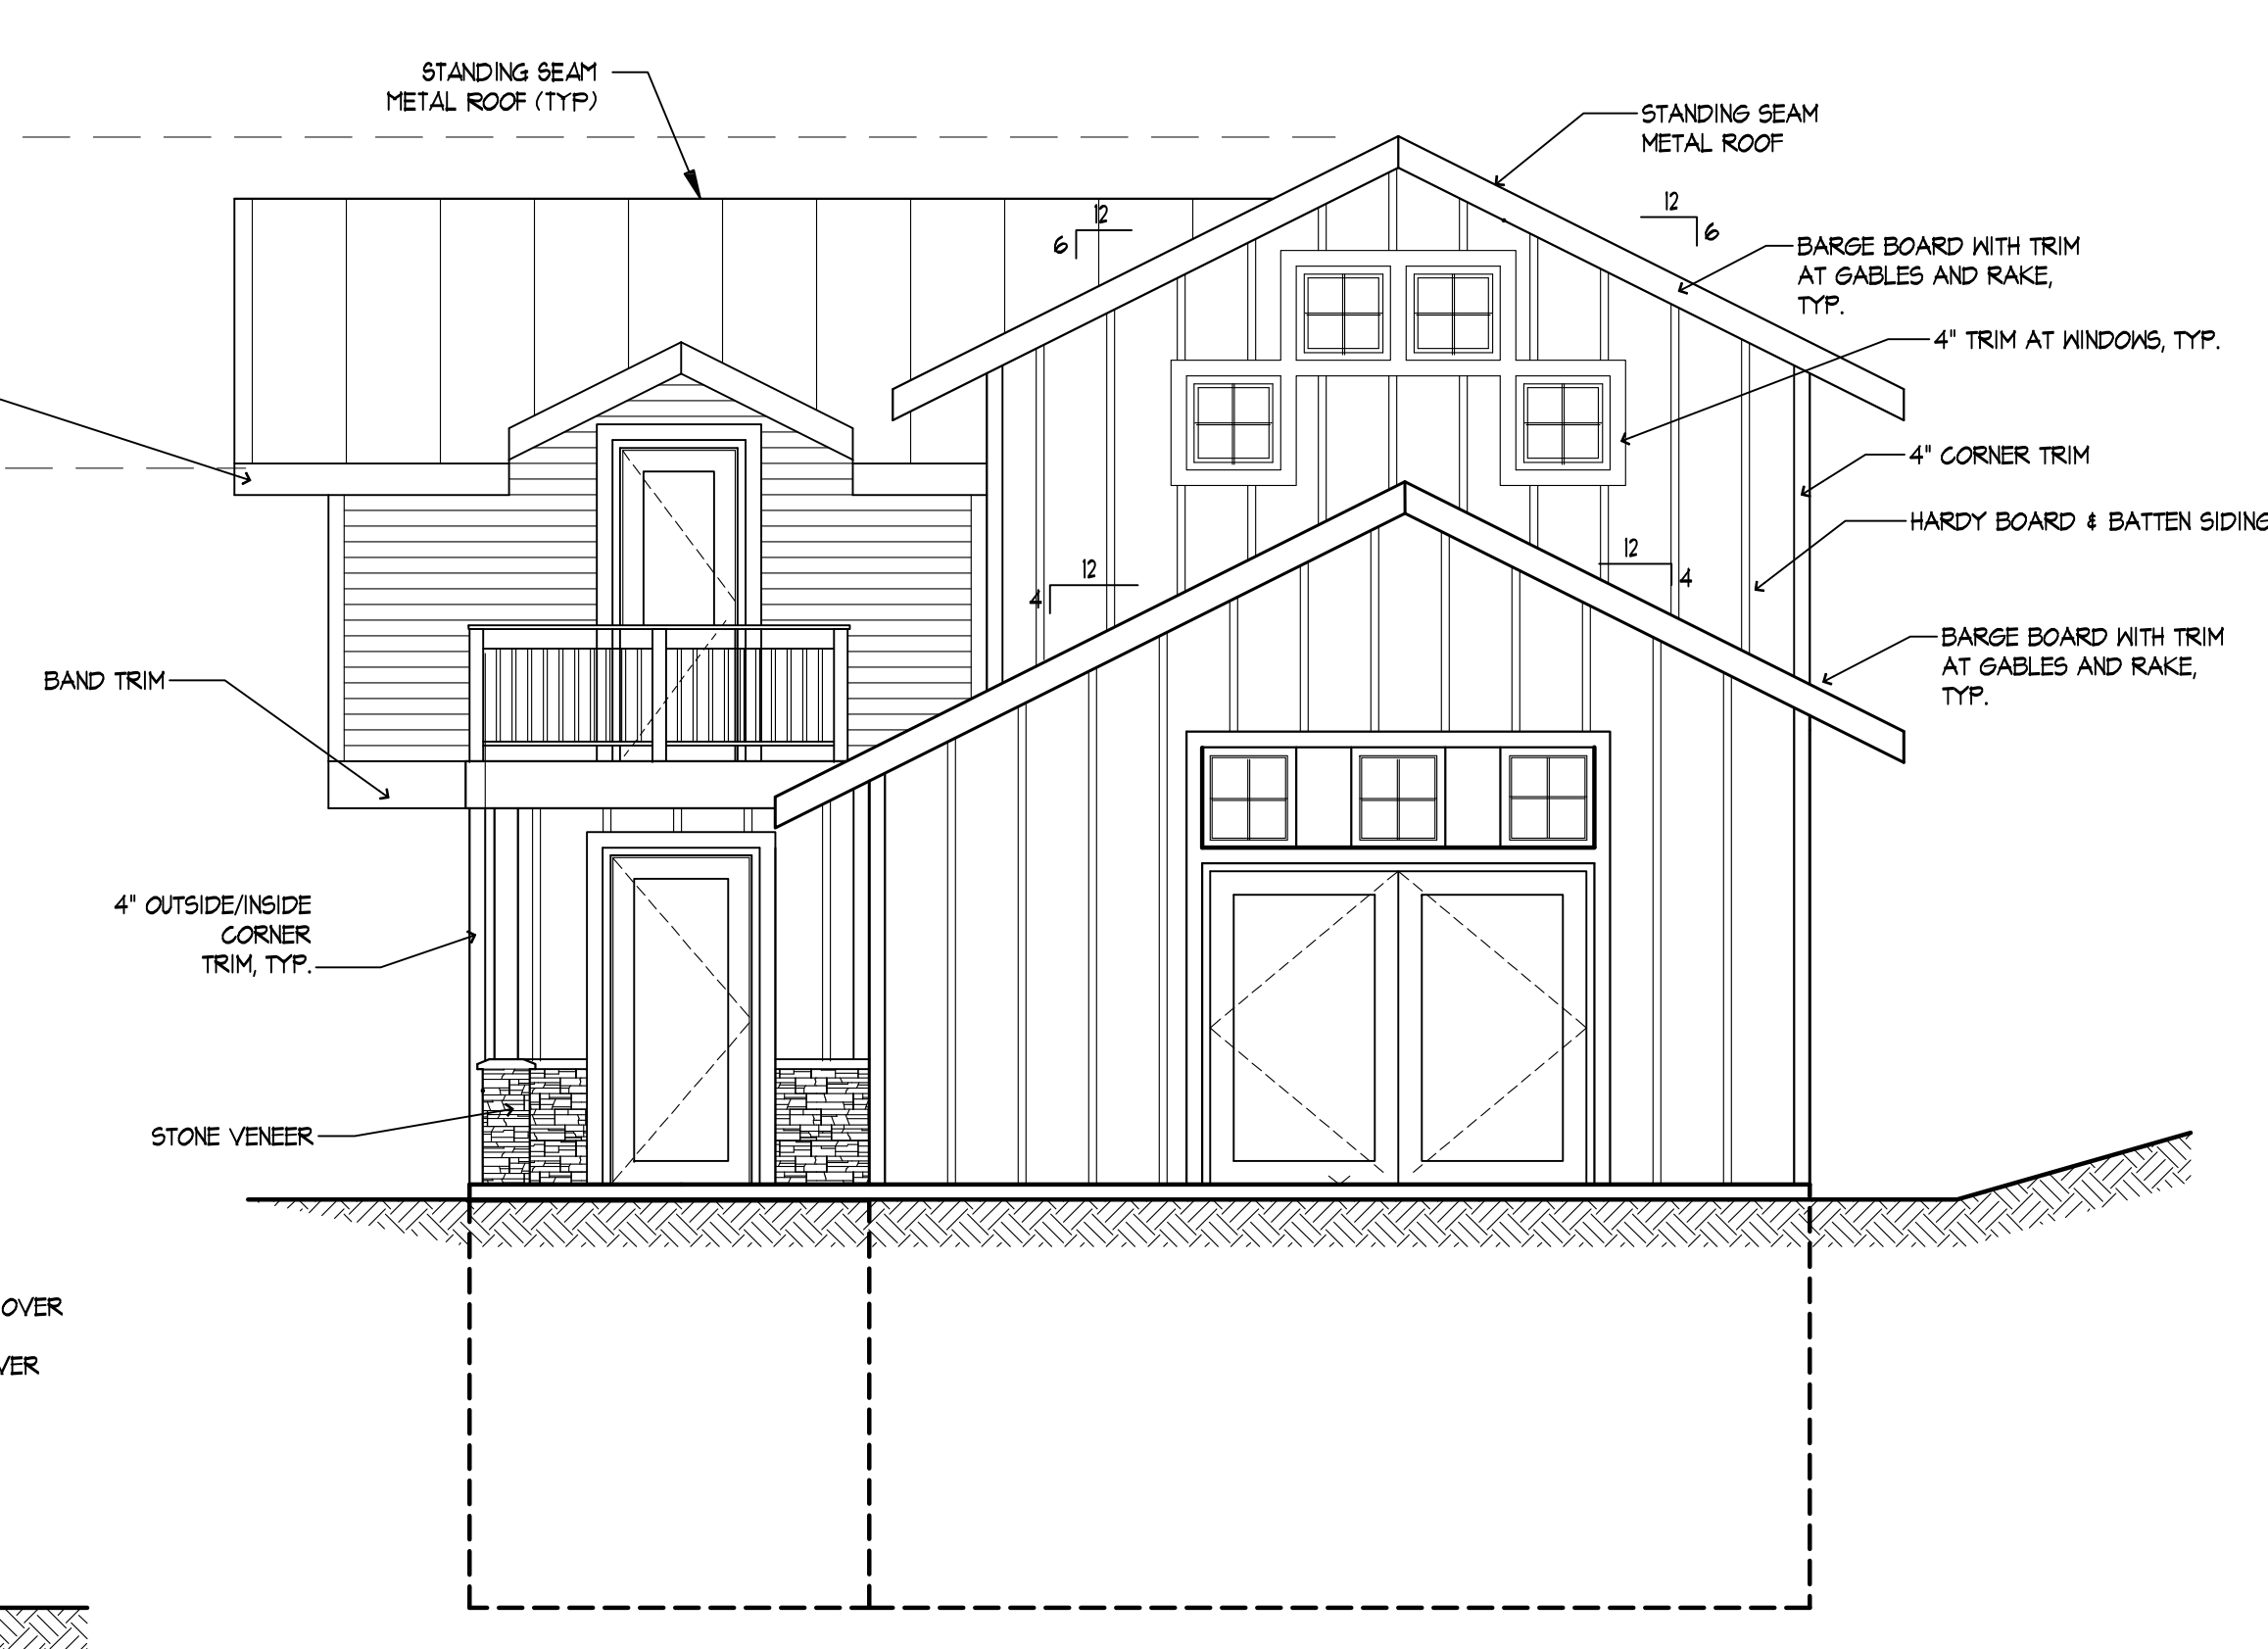 STANDING SEAM
METAL ROOF (TYP)
STANDING SEAM
METAL ROOF
12
6
12
6
BARGE BOARD WITH TRIM
AT GABLES AND RAKE,
TYP.
4" TRIM AT WINDOWS, TYP.
4" CORNER TRIM
HARDY BOARD & BATTEN SIDING
12
4
12
4
BARGE BOARD WITH TRIM
AT GABLES AND RAKE,
TYP.
BAND TRIM
4" OUTSIDE/INSIDE
CORNER
TRIM, TYP.
STONE VENEER
OVER
VER